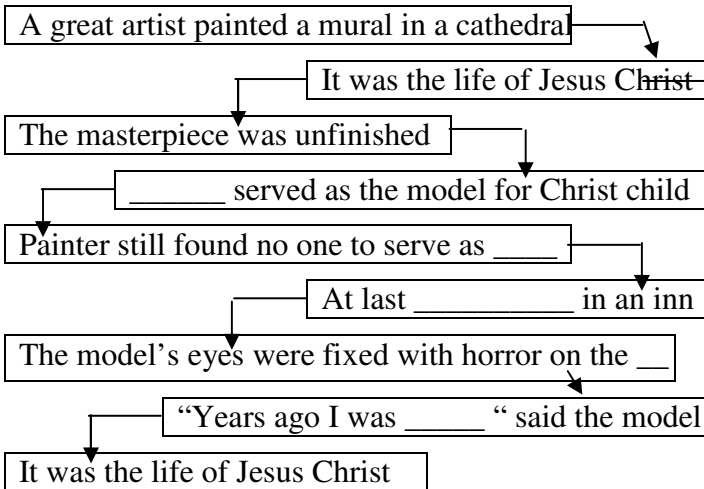 A great artist painted a mural in a cathedral
It was the life of Jesus Christ
The masterpiece was unfinished
______ served as the model for Christ child
Painter still found no one to serve as ____
At last __________ in an inn
The model’s eyes were fixed with horror on the __
“Years ago I was _____ “ said the model
It was the life of Jesus Christ